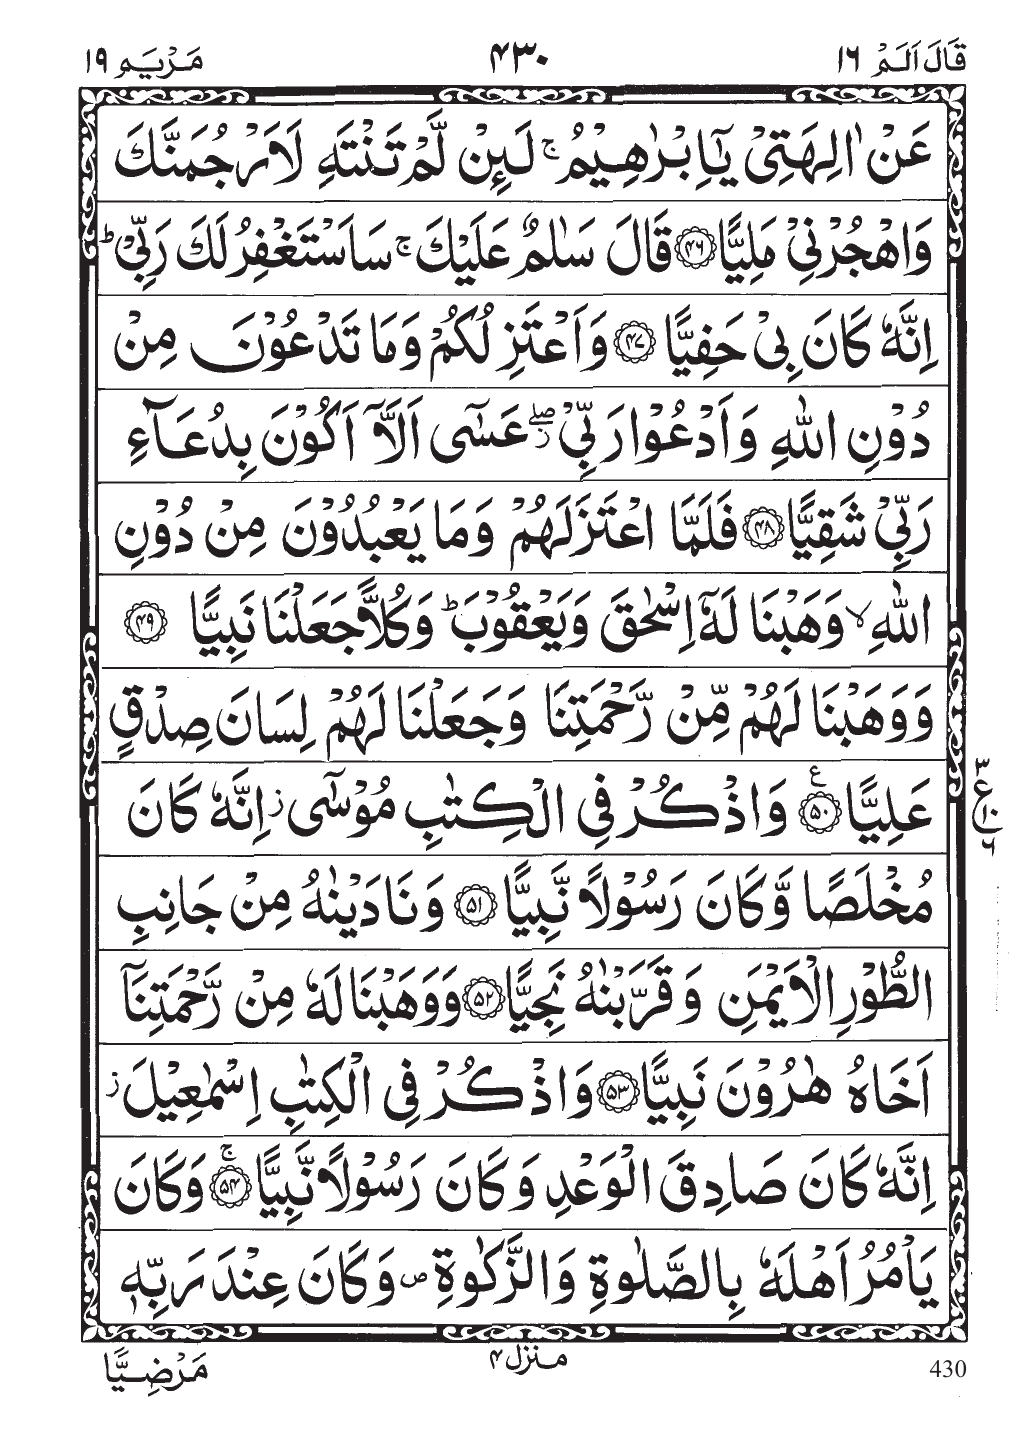 قَالَ اَلَمْ ١٦ ۴۳۰ مَرْيَم ١٩
عَنْ اٰلِهَتِیْ یٰۤاِبْرٰهِیْمُ ۚ لَىِٕنْ لَّمْ تَنْتَهِ لَاَرْجُمَنَّكَ
وَاهْجُرْنِیْ مَلِیًّا ﴿۴۶﴾ قَالَ سَلٰمٌ عَلَیْكَ ۚ سَاَسْتَغْفِرُ لَكَ رَبِّیْ ؕ
اِنَّهٗ كَانَ بِیْ حَفِیًّا ﴿۴۷﴾ وَاَعْتَزِلُكُمْ وَمَا تَدْعُوْنَ مِنْ
دُوْنِ اللّٰهِ وَاَدْعُوْا رَبِّیْ ۖؗ عَسٰۤی اَلَّاۤ اَكُوْنَ بِدُعَآءِ
رَبِّیْ شَقِیًّا ﴿۴۸﴾ فَلَمَّا اعْتَزَلَهُمْ وَمَا یَعْبُدُوْنَ مِنْ دُوْنِ
اللّٰهِ ۙ وَهَبْنَا لَهٗۤ اِسْحٰقَ وَیَعْقُوْبَ ؕ وَكُلًّا جَعَلْنَا نَبِیًّا ﴿۴۹﴾
وَوَهَبْنَا لَهُمْ مِّنْ رَّحْمَتِنَا وَجَعَلْنَا لَهُمْ لِسَانَ صِدْقٍ
عَلِیًّا ﴿۵۰﴾ ع وَاذْكُرْ فِی الْكِتٰبِ مُوْسٰۤی ؗ اِنَّهٗ كَانَ
٣ ع ١٠ ٦
مُخْلَصًا وَّكَانَ رَسُوْلًا نَّبِیًّا ﴿۵۱﴾ وَنَادَیْنٰهُ مِنْ جَانِبِ
الطُّوْرِ الْاَیْمَنِ وَقَرَّبْنٰهُ نَجِیًّا ﴿۵۲﴾ وَوَهَبْنَا لَهٗ مِنْ رَّحْمَتِنَاۤ
اَخَاهُ هٰرُوْنَ نَبِیًّا ﴿۵۳﴾ وَاذْكُرْ فِی الْكِتٰبِ اِسْمٰعِیْلَ ؗ
اِنَّهٗ كَانَ صَادِقَ الْوَعْدِ وَكَانَ رَسُوْلًا نَّبِیًّا ﴿۵۴﴾ ۚ وَكَانَ
یَاْمُرُ اَهْلَهٗ بِالصَّلٰوةِ وَالزَّكٰوةِ ۪ وَكَانَ عِنْدَ رَبِّهٖ
مَرْضِیًّا
منزل ۴
430